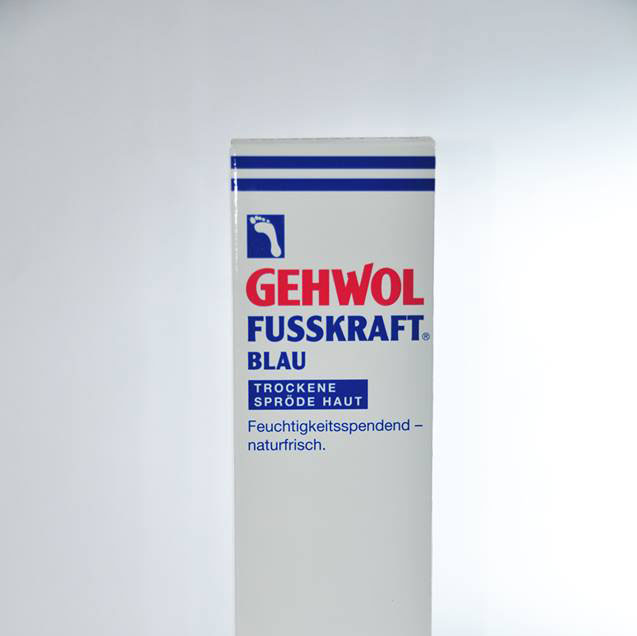 GEHWOL
FUSSKRAFT®
BLAU
TROCKENE
SPRÖDE HAUT
Feuchtigkeitsspendend –
naturfrisch.